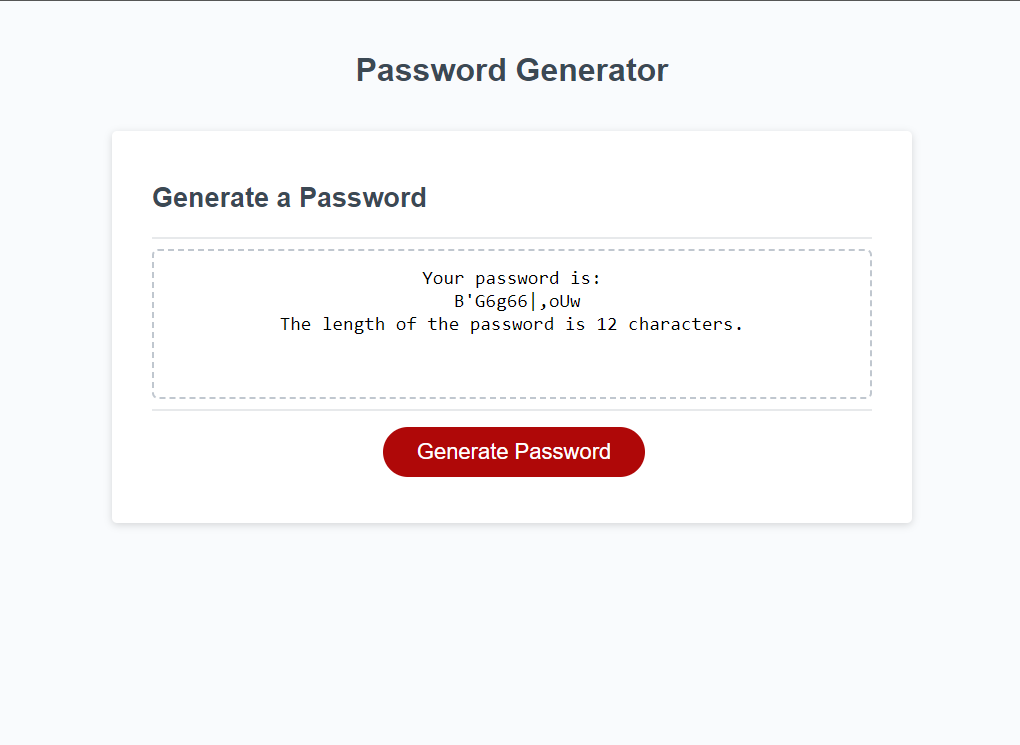 Password Generator
Generate a Password
Your password is:
B'G6g66|,oUw
The length of the password is 12 characters.
Generate Password